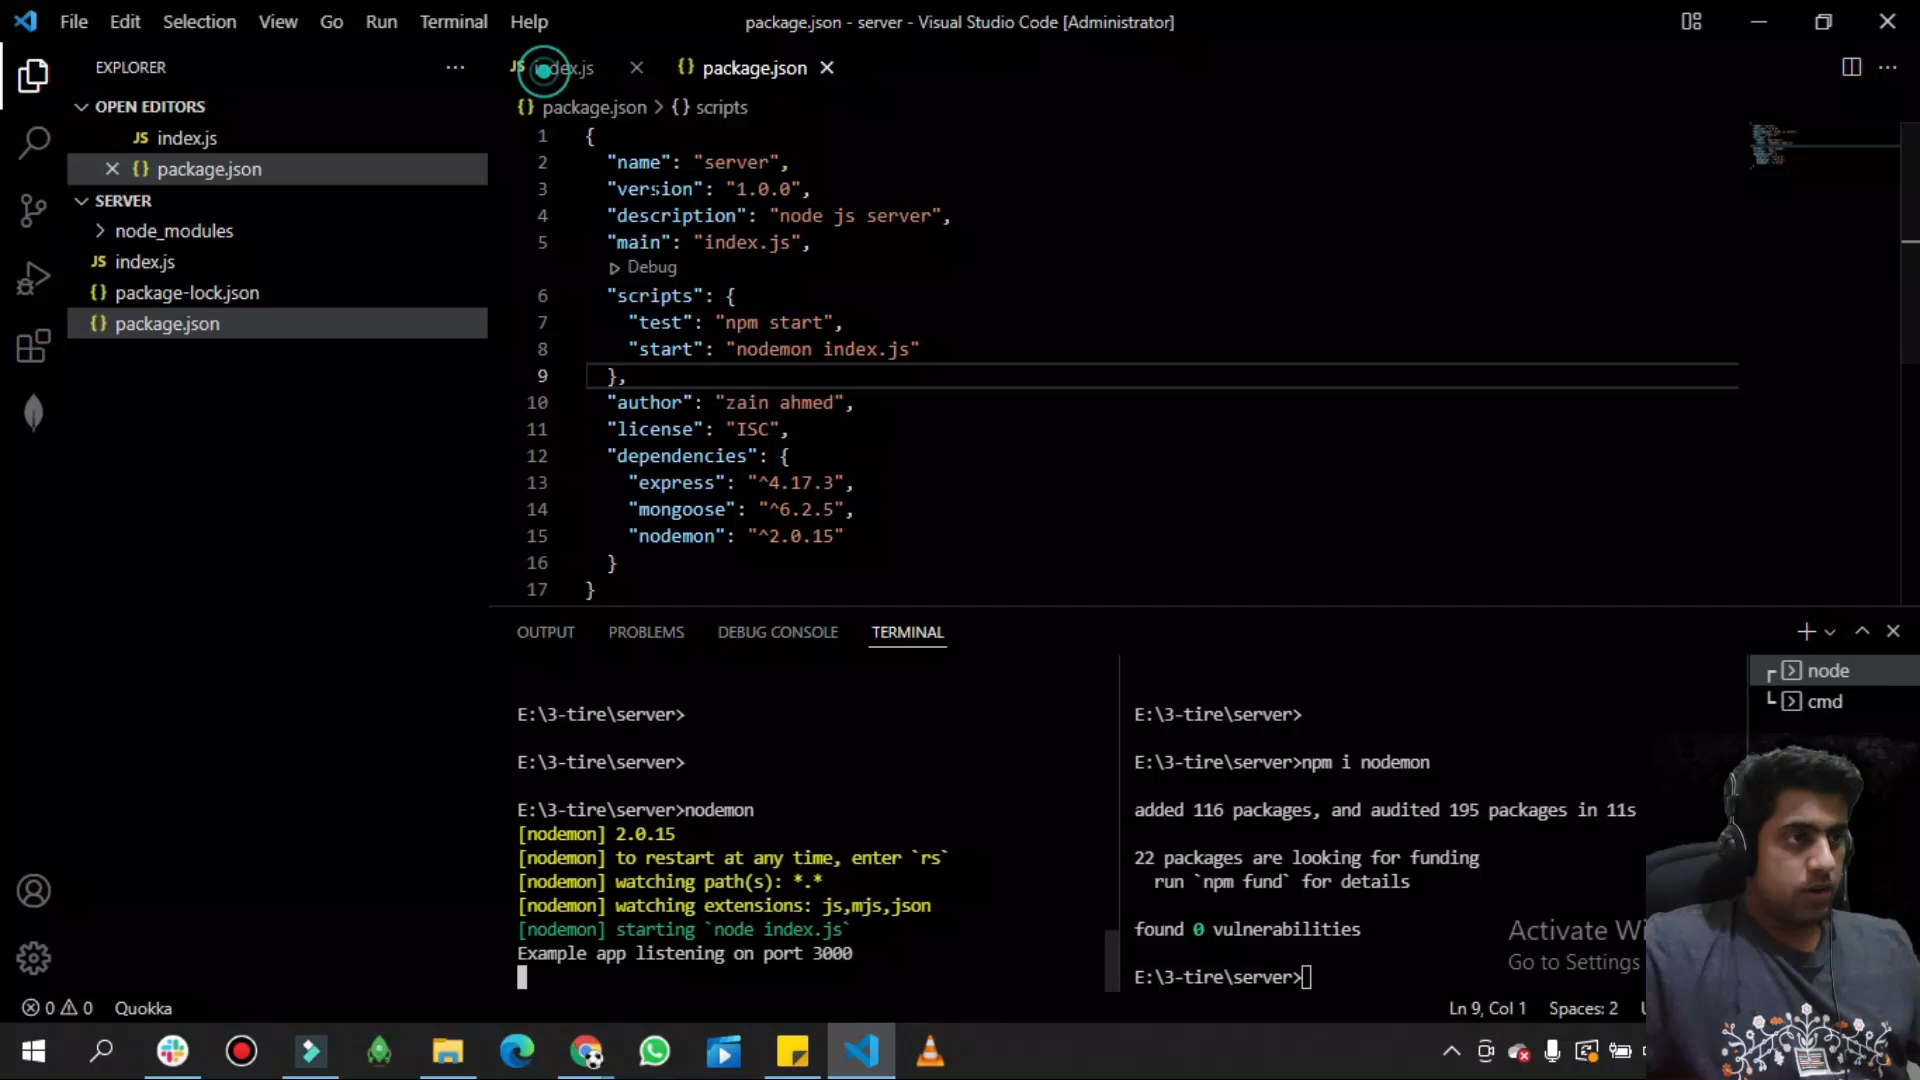 File Edit Selection View Go Run Terminal Help
package.json - server - Visual Studio Code [Administrator]
EXPLORER
OPEN EDITORS
JS index.js
{} package.json
SERVER
node_modules
JS index.js
{} package-lock.json
{} package.json
JS index.js
{} package.json
{} package.json > {} scripts
1 {
2 "name": "server",
3 "version": "1.0.0",
4 "description": "node js server",
5 "main": "index.js",
Debug
6 "scripts": {
7 "test": "npm start",
8 "start": "nodemon index.js"
9 },
10 "author": "zain ahmed",
11 "license": "ISC",
12 "dependencies": {
13 "express": "^4.17.3",
14 "mongoose": "^6.2.5",
15 "nodemon": "^2.0.15"
16 }
17 }
OUTPUT PROBLEMS DEBUG CONSOLE TERMINAL
E:\3-tire\server>
E:\3-tire\server>
E:\3-tire\server>nodemon
[nodemon] 2.0.15
[nodemon] to restart at any time, enter `rs`
[nodemon] watching path(s): *.*
[nodemon] watching extensions: js,mjs,json
[nodemon] starting `node index.js`
Example app listening on port 3000
E:\3-tire\server>
E:\3-tire\server>npm i nodemon
added 116 packages, and audited 195 packages in 11s
22 packages are looking for funding
run `npm fund` for details
found 0 vulnerabilities
E:\3-tire\server>
node
cmd
Activate Wi
Go to Settings
0 0 Quokka
Ln 9, Col 1 Spaces: 2